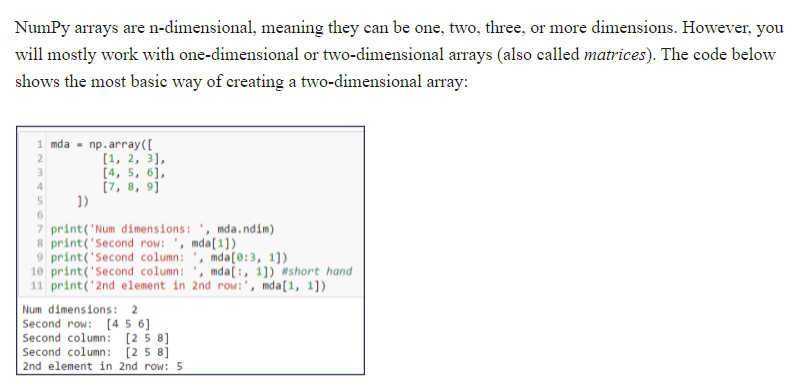 NumPy arrays are n-dimensional, meaning they can be one, two, three, or more dimensions. However, you
will mostly work with one-dimensional or two-dimensional arrays (also called matrices). The code below
shows the most basic way of creating a two-dimensional array:
1 mda = np.array([
2 [1, 2, 3],
3 [4, 5, 6],
4 [7, 8, 9]
5 ])
6
7 print('Num dimensions: ', mda.ndim)
8 print('Second row: ', mda[1])
9 print('Second column: ', mda[0:3, 1])
10 print('Second column: ', mda[:, 1]) #short hand
11 print('2nd element in 2nd row:', mda[1, 1])
Num dimensions: 2
Second row: [4 5 6]
Second column: [2 5 8]
Second column: [2 5 8]
2nd element in 2nd row: 5